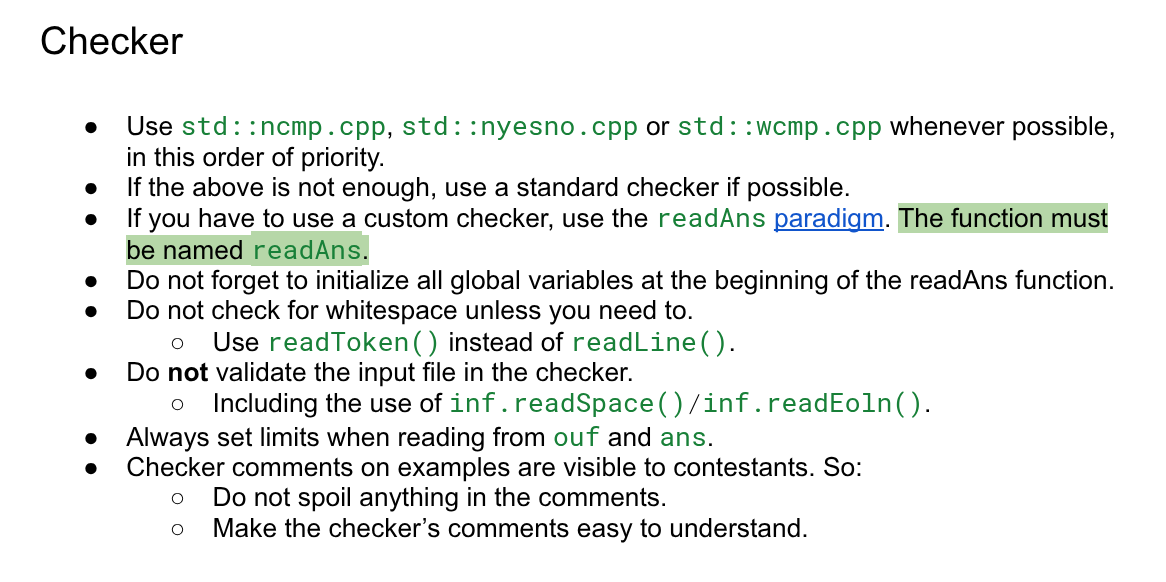 Checker
● Use std::ncmp.cpp, std::nyesno.cpp or std::wcmp.cpp whenever possible,
in this order of priority.
● If the above is not enough, use a standard checker if possible.
● If you have to use a custom checker, use the readAns paradigm. The function must
be named readAns.
● Do not forget to initialize all global variables at the beginning of the readAns function.
● Do not check for whitespace unless you need to.
○ Use readToken() instead of readLine().
● Do not validate the input file in the checker.
○ Including the use of inf.readSpace()/inf.readEoln().
● Always set limits when reading from ouf and ans.
● Checker comments on examples are visible to contestants. So:
○ Do not spoil anything in the comments.
○ Make the checker’s comments easy to understand.